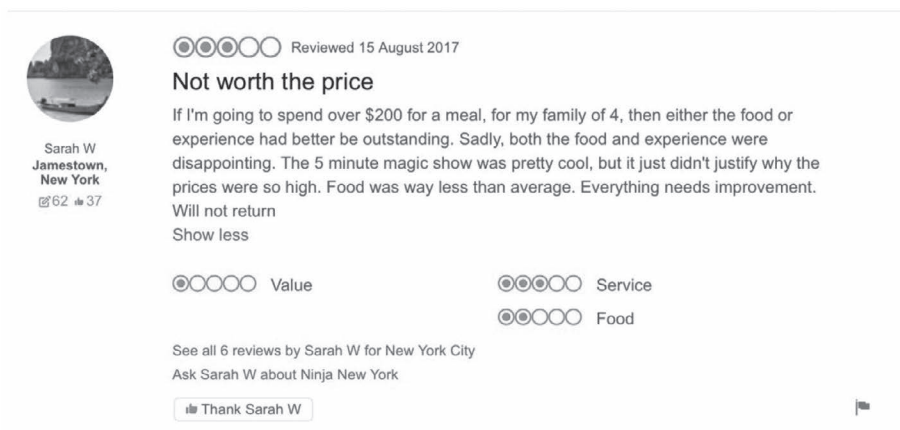 Reviewed 15 August 2017
Not worth the price
If I'm going to spend over $200 for a meal, for my family of 4, then either the food or
experience had better be outstanding. Sadly, both the food and experience were
disappointing. The 5 minute magic show was pretty cool, but it just didn't justify why the
prices were so high. Food was way less than average. Everything needs improvement.
Will not return
Show less
Sarah W
Jamestown,
New York
62 37
Value
Service
Food
See all 6 reviews by Sarah W for New York City
Ask Sarah W about Ninja New York
Thank Sarah W